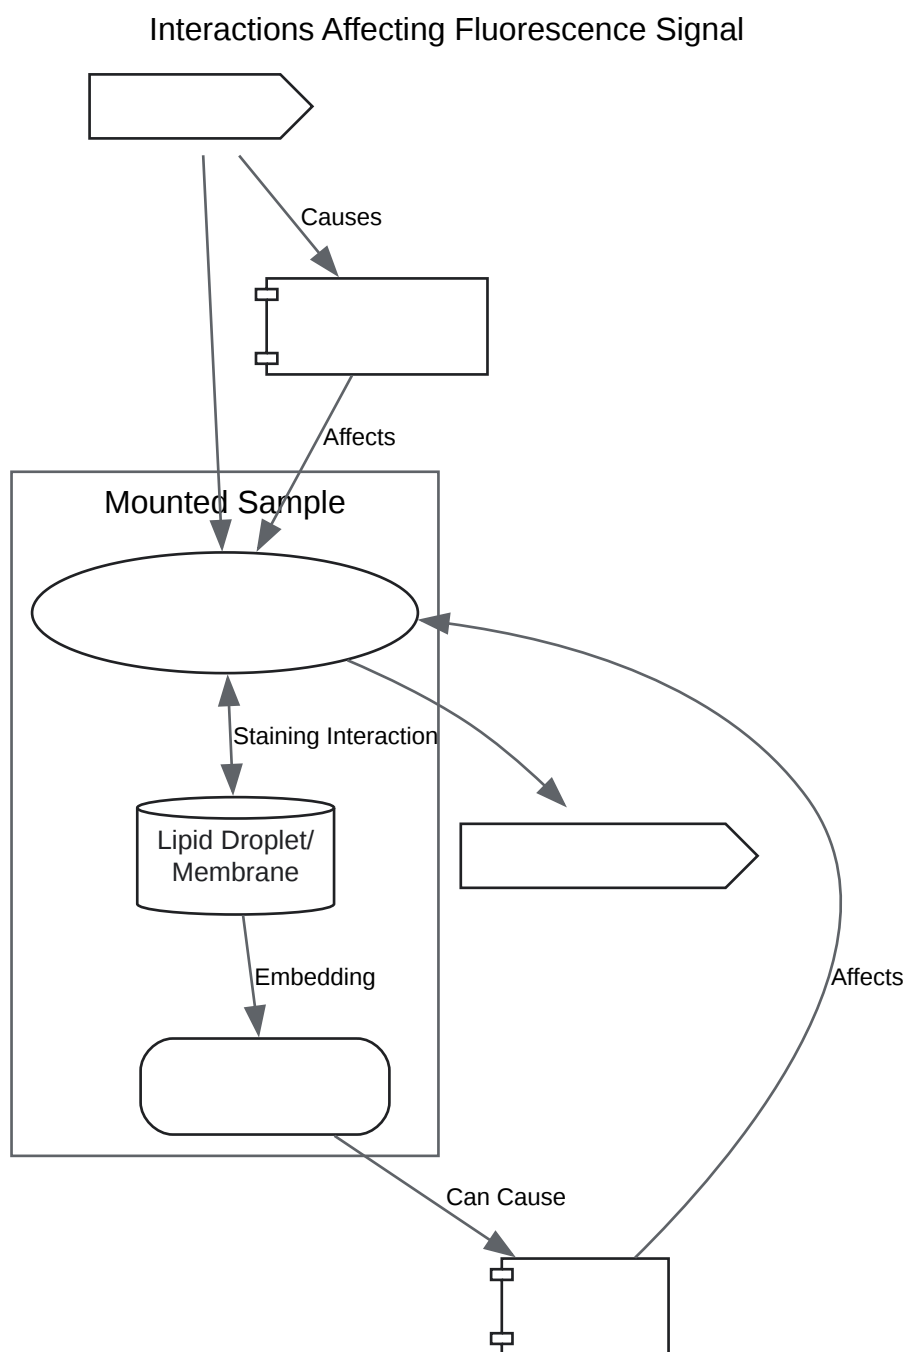 Interactions Affecting Fluorescence Signal
Causes
Affects
Mounted Sample
Staining Interaction
Lipid Droplet/
Membrane
Embedding
Affects
Can Cause